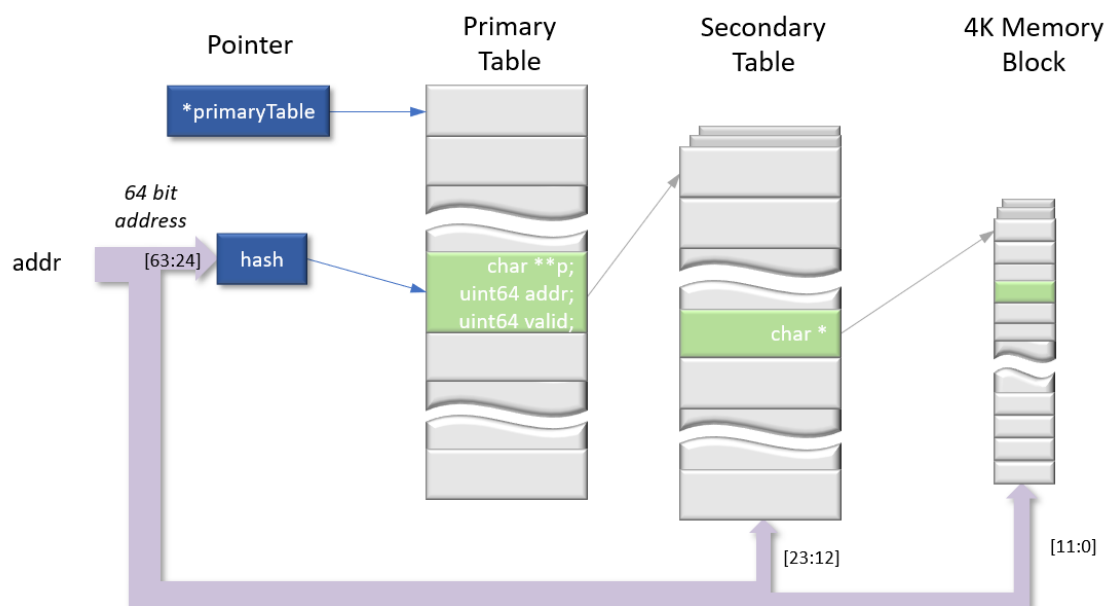 Pointer
Primary
Table
Secondary
Table
4K Memory
Block
*primaryTable
64 bit
address
addr
[63:24]
hash
char **p;
uint64 addr;
uint64 valid;
char *
[23:12]
[11:0]